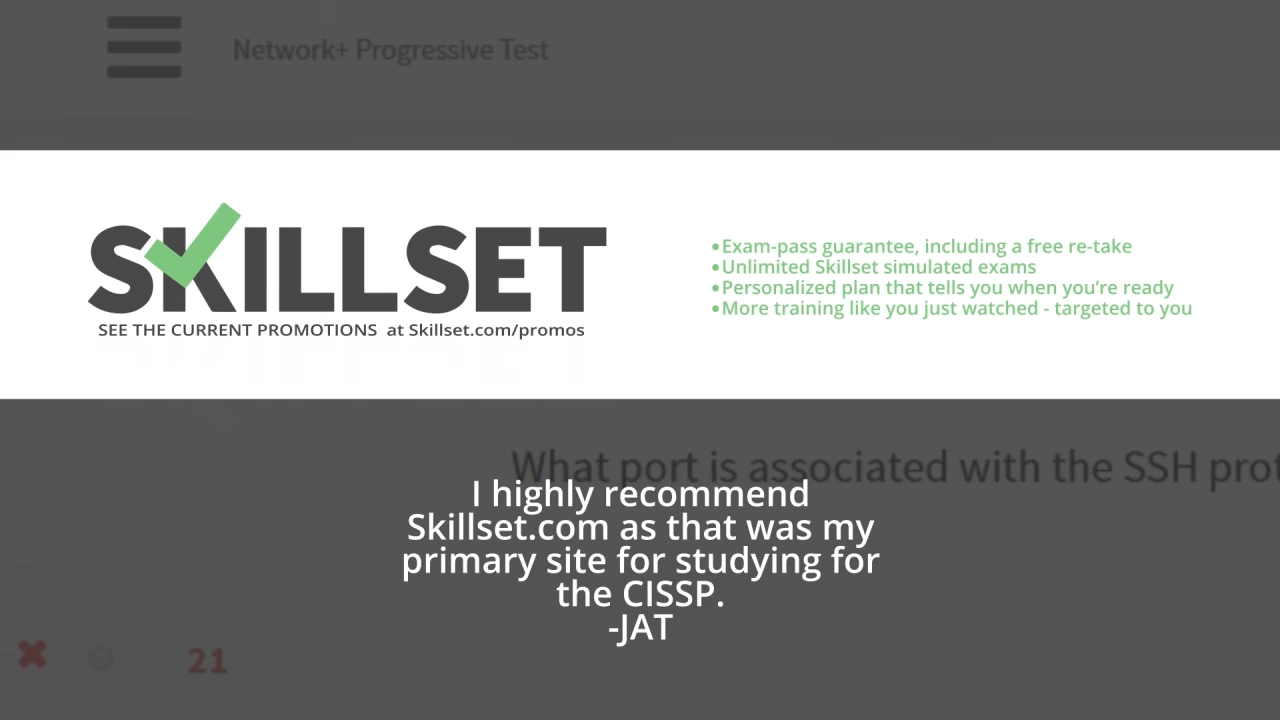 Network+ Progressive Test
SKILLSET
SEE THE CURRENT PROMOTIONS at Skillset.com/promos
•Exam-pass guarantee, including a free re-take
•Unlimited Skillset simulated exams
•Personalized plan that tells you when you're ready
•More training like you just watched - targeted to you
What port is associated with the SSH prot
I highly recommend
Skillset.com as that was my
primary site for studying for
the CISSP.
-JAT
21